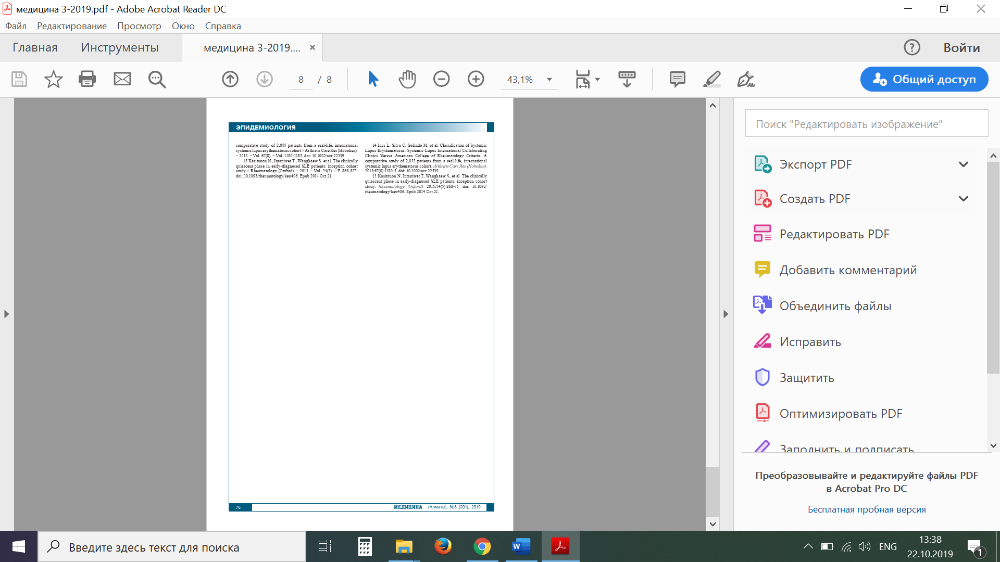 медицина 3-2019.pdf - Adobe Acrobat Reader DC
Файл Редактирование Просмотр Окно Справка
Главная Инструменты медицина 3-2019.... × ? Войти
8 / 8 43,1% Общий доступ
ЭПИДЕМИОЛОГИЯ
comparative study of 2,055 patients from a real-life, international
systemic lupus erythematosus cohort // Arthritis Care Res (Hoboken).
– 2015. – Vol. 67(8). – Vol. 1180-1185. doi: 10.1002/acr.22539
15 Kasitanon N., Intaniwet T., Wangkaew S. et al. The clinically
quiescent phase in early-diagnosed SLE patients: inception cohort
study // Rheumatology (Oxford). – 2015. – Vol. 54(5). – P. 868-875.
doi: 10.1093/rheumatology/keu406. Epub 2014 Oct 21.
14 Ines L, Silva C, Galindo M, et al. Classification of Systemic
Lupus Erythematosus: Systemic Lupus International Collaborating
Clinics Versus American College of Rheumatology Criteria. A
comparative study of 2,055 patients from a real-life, international
systemic lupus erythematosus cohort. Arthritis Care Res (Hoboken).
2015;67(8):1180-5. doi: 10.1002/acr.22539
15 Kasitanon N, Intaniwet T, Wangkaew S, et al. The clinically
quiescent phase in early-diagnosed SLE patients: inception cohort
study. Rheumatology (Oxford). 2015;54(5):868-75. doi: 10.1093/
rheumatology/keu406. Epub 2014 Oct 21.
76 МЕДИЦИНА (Алматы), №3 (201), 2019
Поиск "Редактировать изображение"
Экспорт PDF
Создать PDF
Редактировать PDF
Добавить комментарий
Объединить файлы
Исправить
Защитить
Оптимизировать PDF
Заполнить и подписать
Преобразовывайте и редактируйте файлы PDF
в Acrobat Pro DC
Бесплатная пробная версия
Введите здесь текст для поиска
ENG
13:38
22.10.2019
1